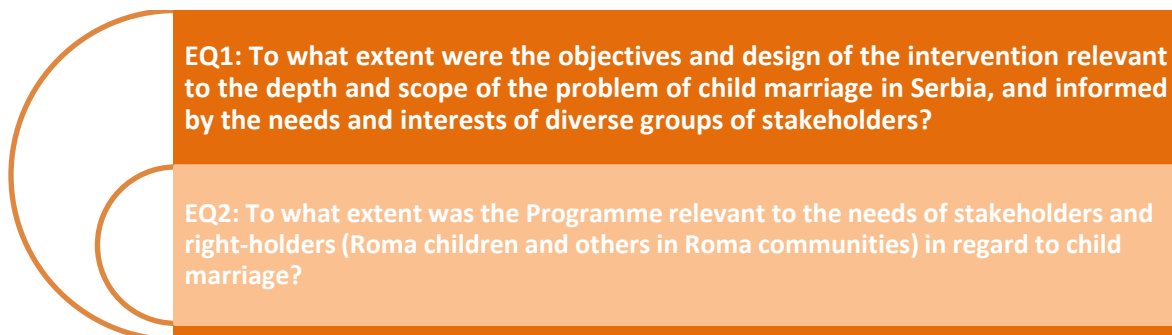 EQ1: To what extent were the objectives and design of the intervention relevant
to the depth and scope of the problem of child marriage in Serbia, and informed
by the needs and interests of diverse groups of stakeholders?
EQ2: To what extent was the Programme relevant to the needs of stakeholders and
right-holders (Roma children and others in Roma communities) in regard to child
marriage?